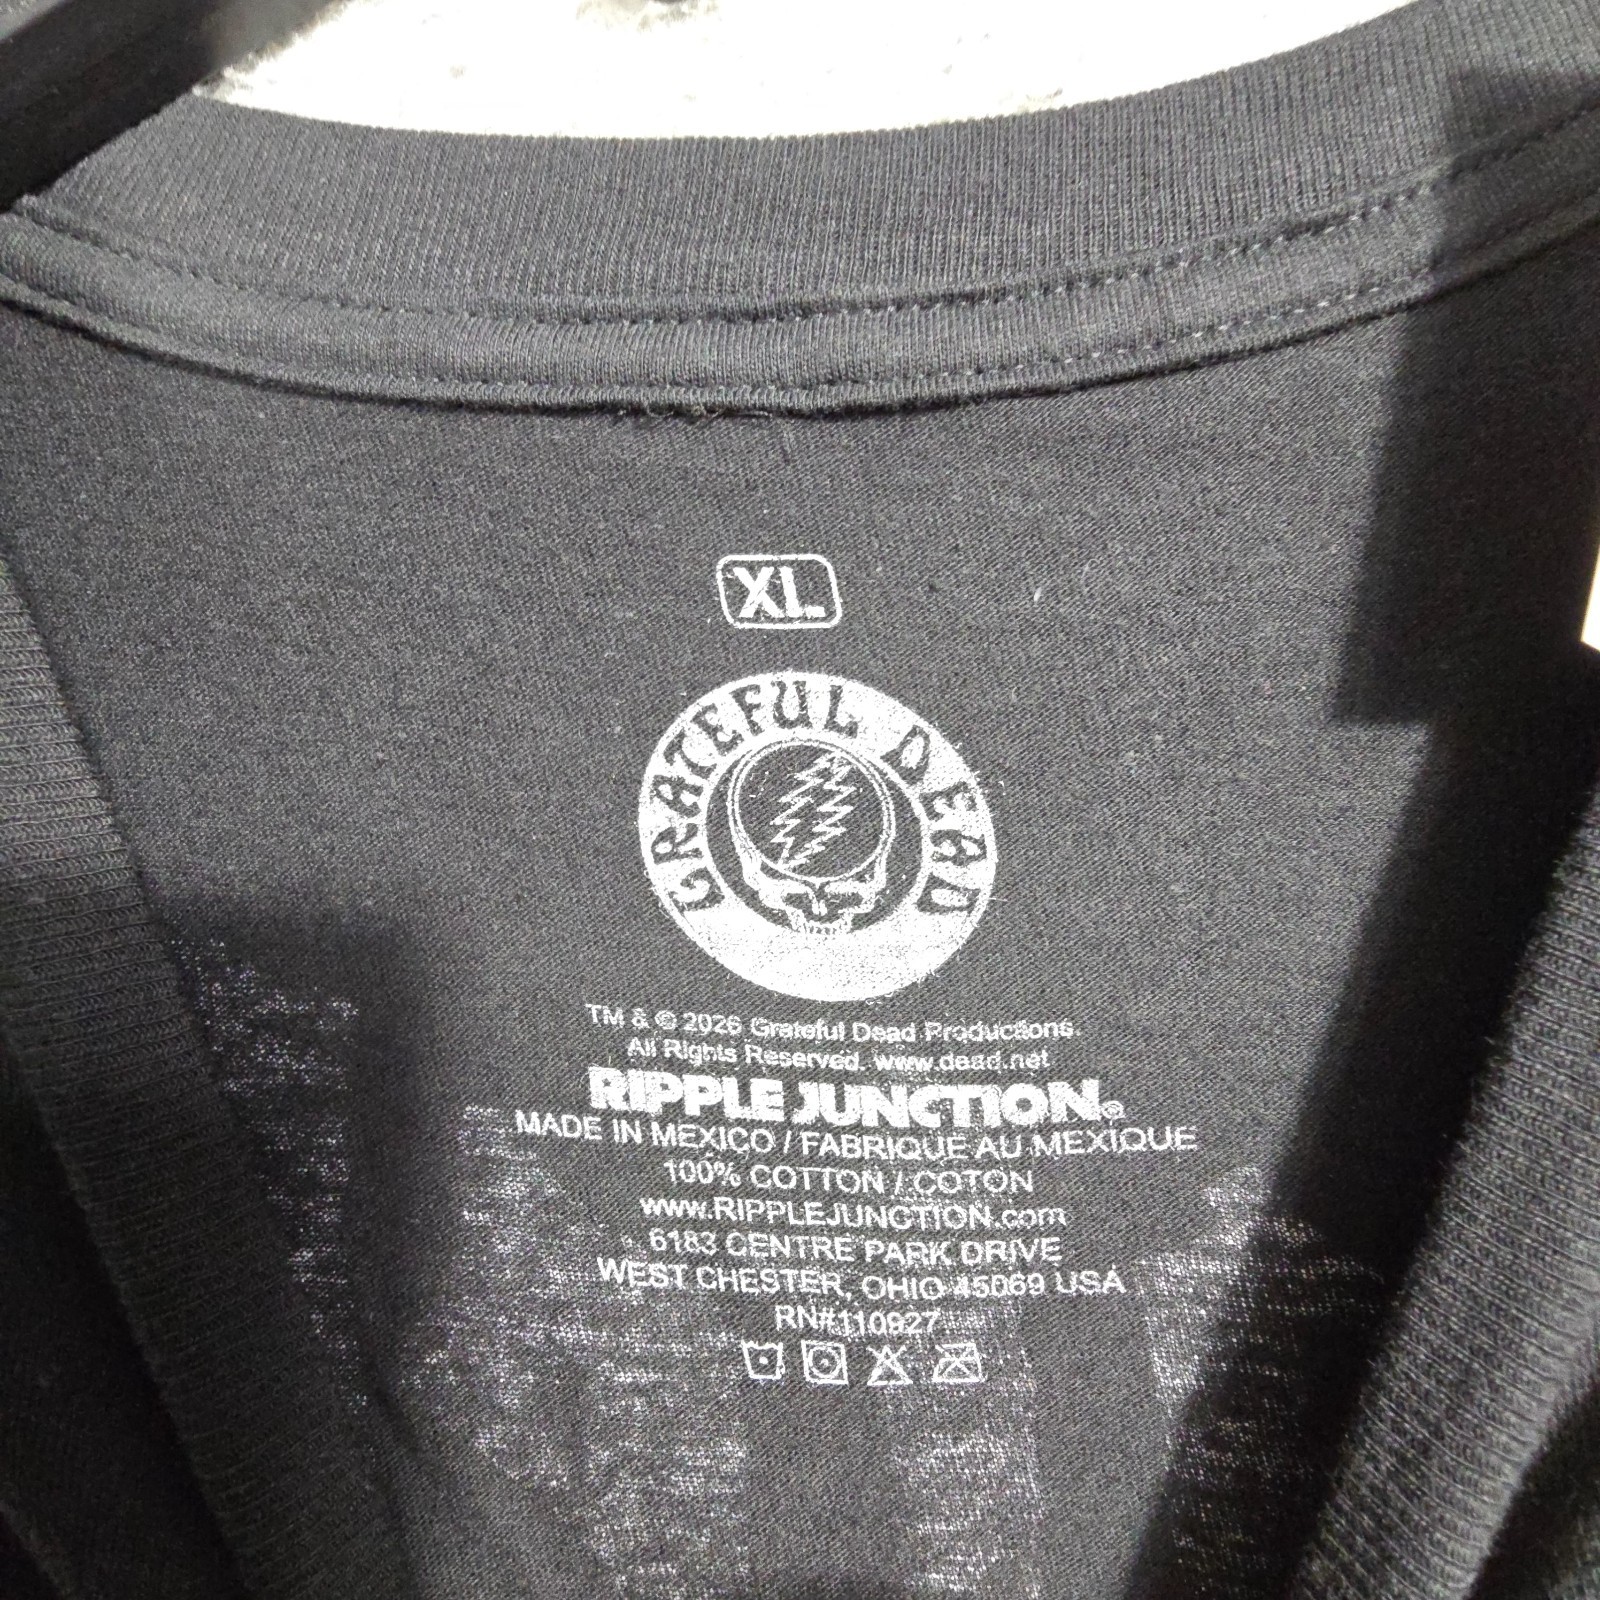 XL
GRATEFUL DEAD
TM & © 2026 Grateful Dead Productions.
All Rights Reserved. www.dead.net
RIPPLE JUNCTION®
MADE IN MEXICO / FABRIQUE AU MEXIQUE
100% COTTON / COTON
www.RIPPLEJUNCTION.com
6183 CENTRE PARK DRIVE
WEST CHESTER, OHIO 45069 USA
RN#110927